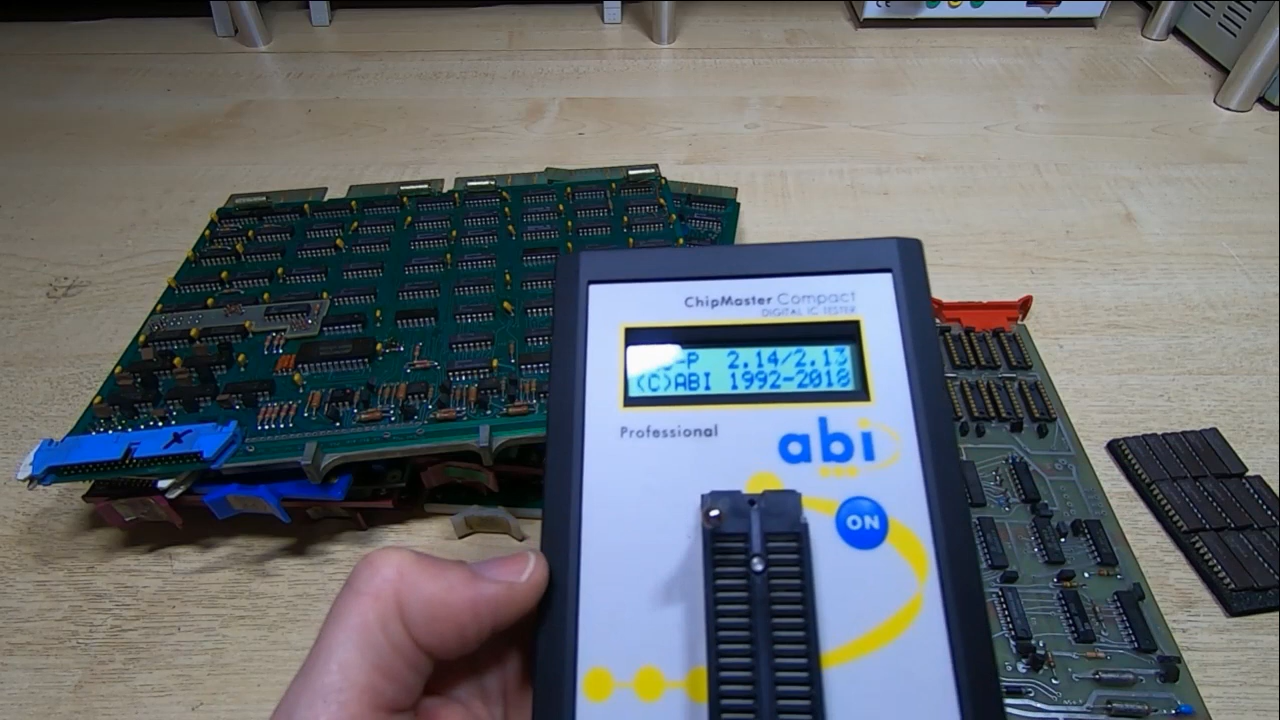 ChipMaster Compact
DIGITAL IC TESTER
-P 2.14/2.13
(C)ABI 1992-2018
Professional
abi
ON